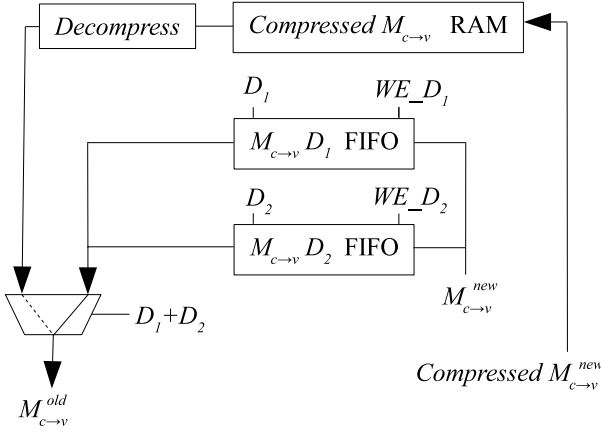 Decompress
Compressed M_{c→v} RAM
D_1 WE_D_1
M_{c→v} D_1 FIFO
D_2 WE_D_2
M_{c→v} D_2 FIFO
M_{c→v}^{new}
D_1+D_2
Compressed M_{c→v}^{new}
M_{c→v}^{old}